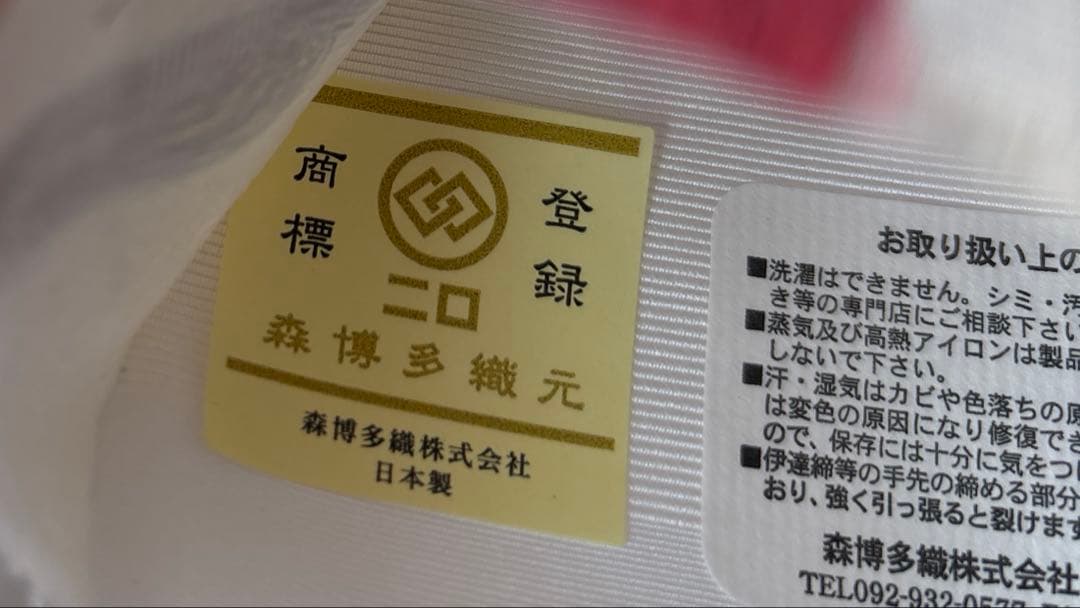 登録
商標
二口
森博多織元
森博多織株式会社
日本製
お取り扱い上の
■洗濯はできません。シミ・汚
き等の専門店にご相談下さい
■蒸気及び高熱アイロンは製品
しないで下さい。
■汗・湿気はカビや色落ちの原
は変色の原因になり修復でき
ので、保存には十分に気をつけ
■伊達締等の手先の締める部分
おり、強く引っ張ると裂けます
森博多織株式会社
TEL092-932-0577